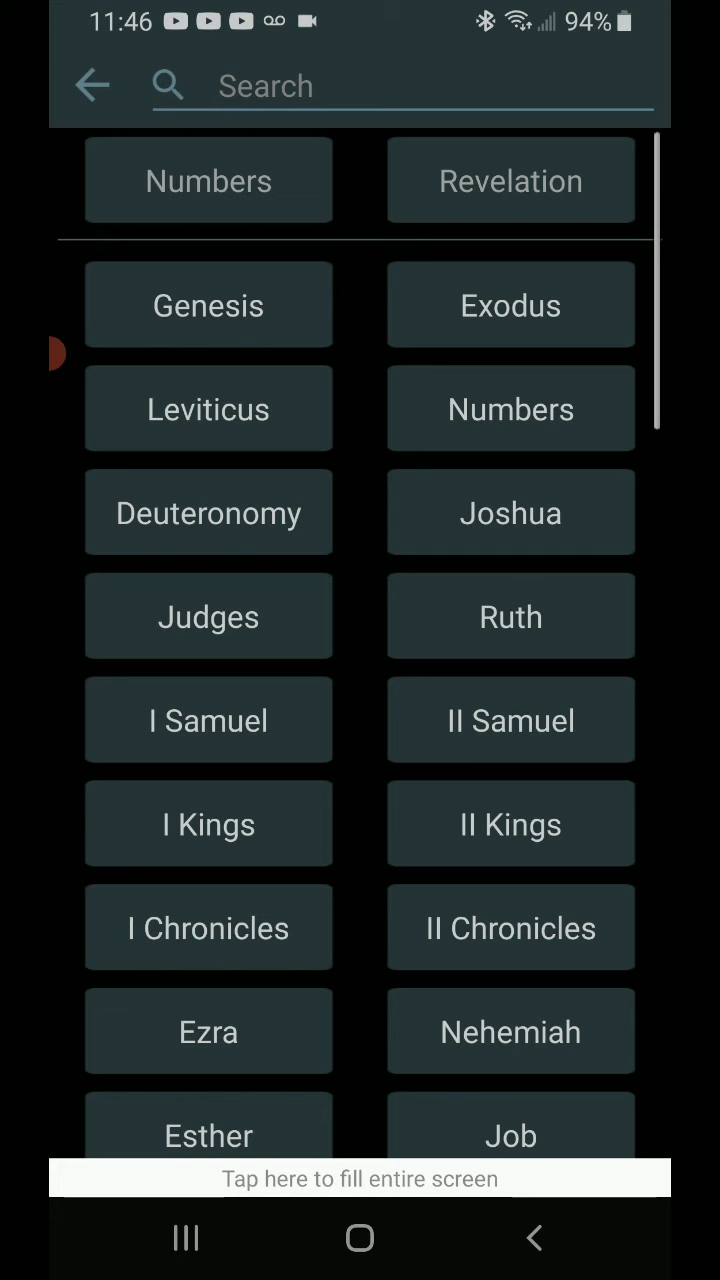 11:46 94%
Search
Numbers Revelation
Genesis Exodus
Leviticus Numbers
Deuteronomy Joshua
Judges Ruth
I Samuel II Samuel
I Kings II Kings
I Chronicles II Chronicles
Ezra Nehemiah
Esther Job
Tap here to fill entire screen